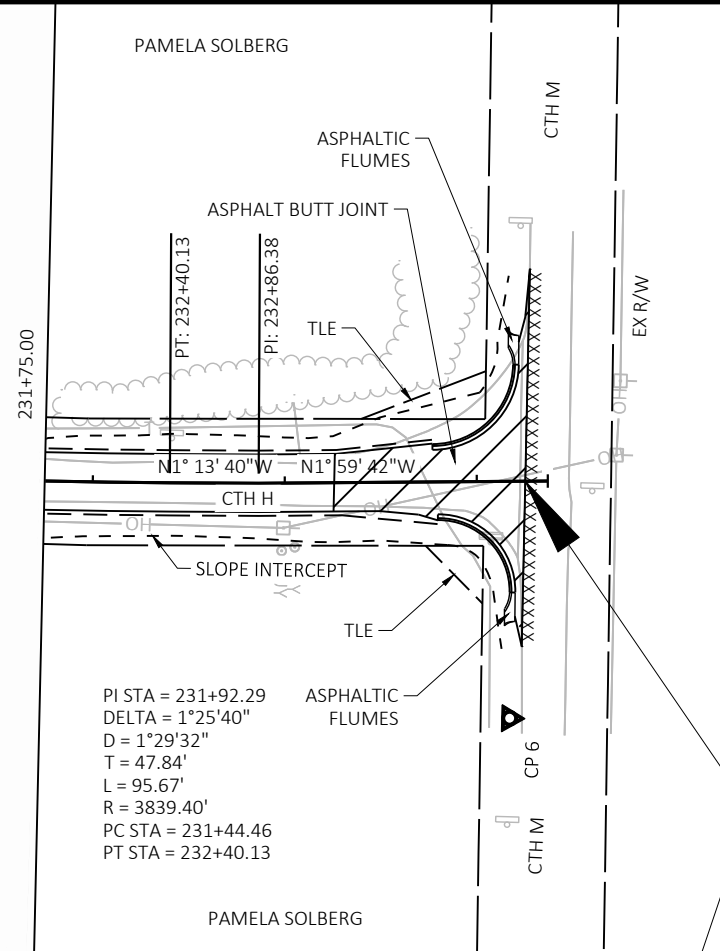 PAMELA SOLBERG
CTH M
ASPHALTIC
FLUMES
ASPHALT BUTT JOINT
PT: 232+40.13
PI: 232+86.38
TLE
EX R/W
231+75.00
OH
N1° 13' 40"W
N1° 59' 42"W
OH
CTH H
OH
OH
SLOPE INTERCEPT
TLE
PI STA = 231+92.29
DELTA = 1°25'40"
D = 1°29'32"
T = 47.84'
L = 95.67'
R = 3839.40'
PC STA = 231+44.46
PT STA = 232+40.13
ASPHALTIC
FLUMES
CP 6
CTH M
PAMELA SOLBERG